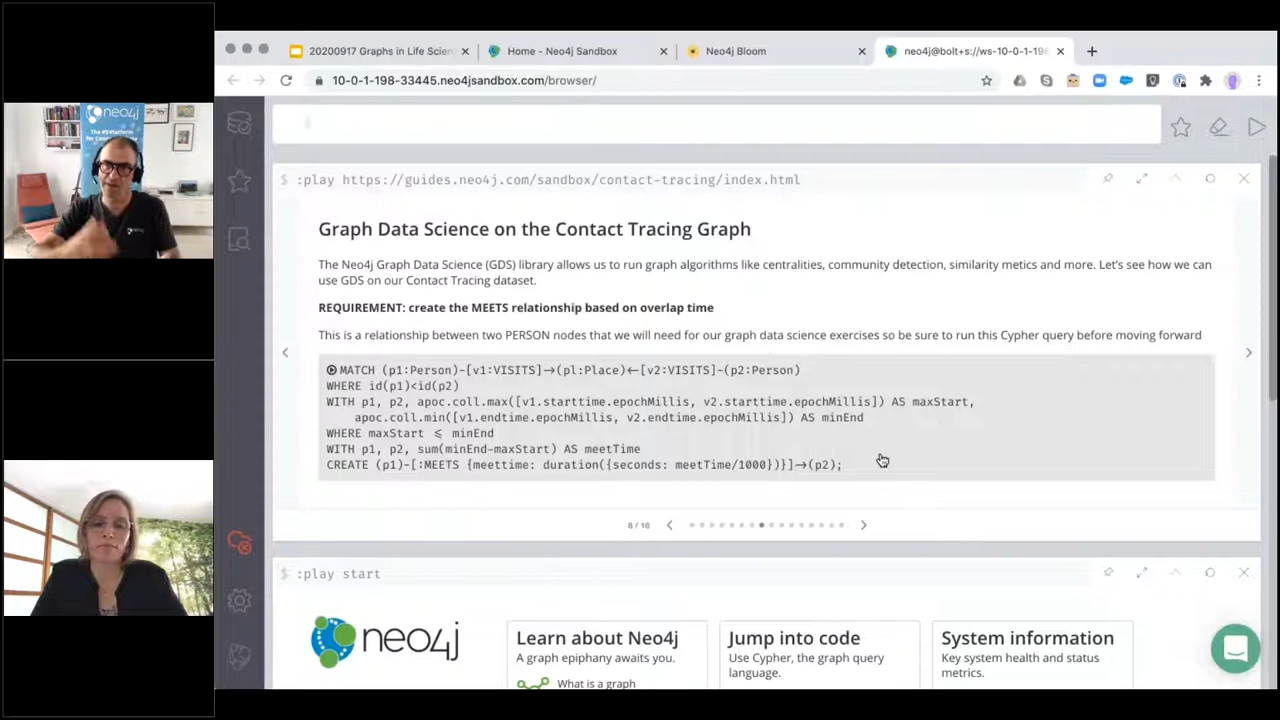 20200917 Graphs in Life Scien
Home - Neo4j Sandbox
Neo4j Bloom
neo4j@bolt+s://ws-10-0-1-198
10-0-1-198-33445.neo4jsandbox.com/browser/
neo4j
The #1 Platform
$ :play https://guides.neo4j.com/sandbox/contact-tracing/index.html
Graph Data Science on the Contact Tracing Graph
The Neo4j Graph Data Science (GDS) library allows us to run graph algorithms like centralities, community detection, similarity metics and more. Let's see how we can
use GDS on our Contact Tracing dataset.
REQUIREMENT: create the MEETS relationship based on overlap time
This is a relationship between two PERSON nodes that we will need for our graph data science exercises so be sure to run this Cypher query before moving forward
MATCH (p1:Person)-[v1:VISITS]->(pl:Place)<-[v2:VISITS]-(p2:Person)
WHERE id(p1)<id(p2)
WITH p1, p2, apoc.coll.max([v1.starttime.epochMillis, v2.starttime.epochMillis]) AS maxStart,
apoc.coll.min([v1.endtime.epochMillis, v2.endtime.epochMillis]) AS minEnd
WHERE maxStart <= minEnd
WITH p1, p2, sum(minEnd-maxStart) AS meetTime
CREATE (p1)-[:MEETS {meettime: duration({seconds: meetTime/1000})}]->(p2);
8 / 16
$ :play start
neo4j
Learn about Neo4j
A graph epiphany awaits you.
What is a graph
Jump into code
Use Cypher, the graph query
language.
System information
Key system health and status
metrics.